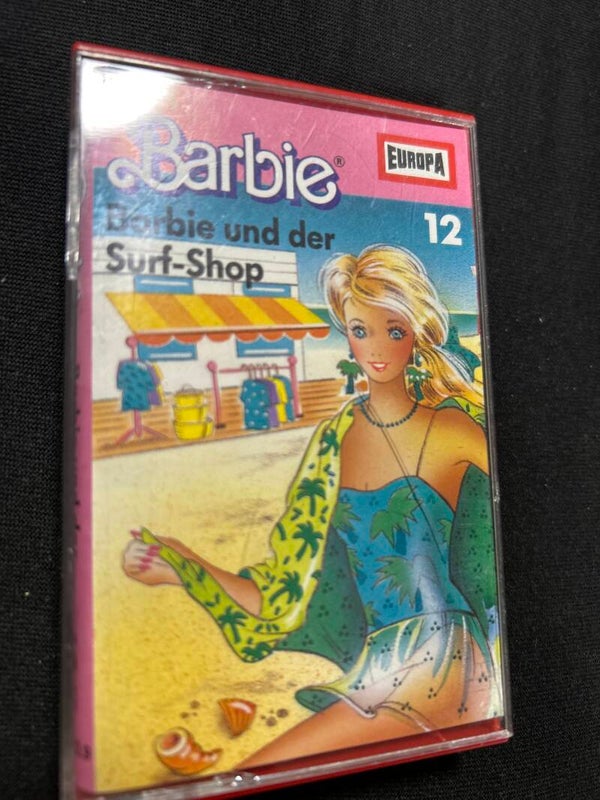 Barbie®
EUROPA
12
Barbie und der
Surf-Shop